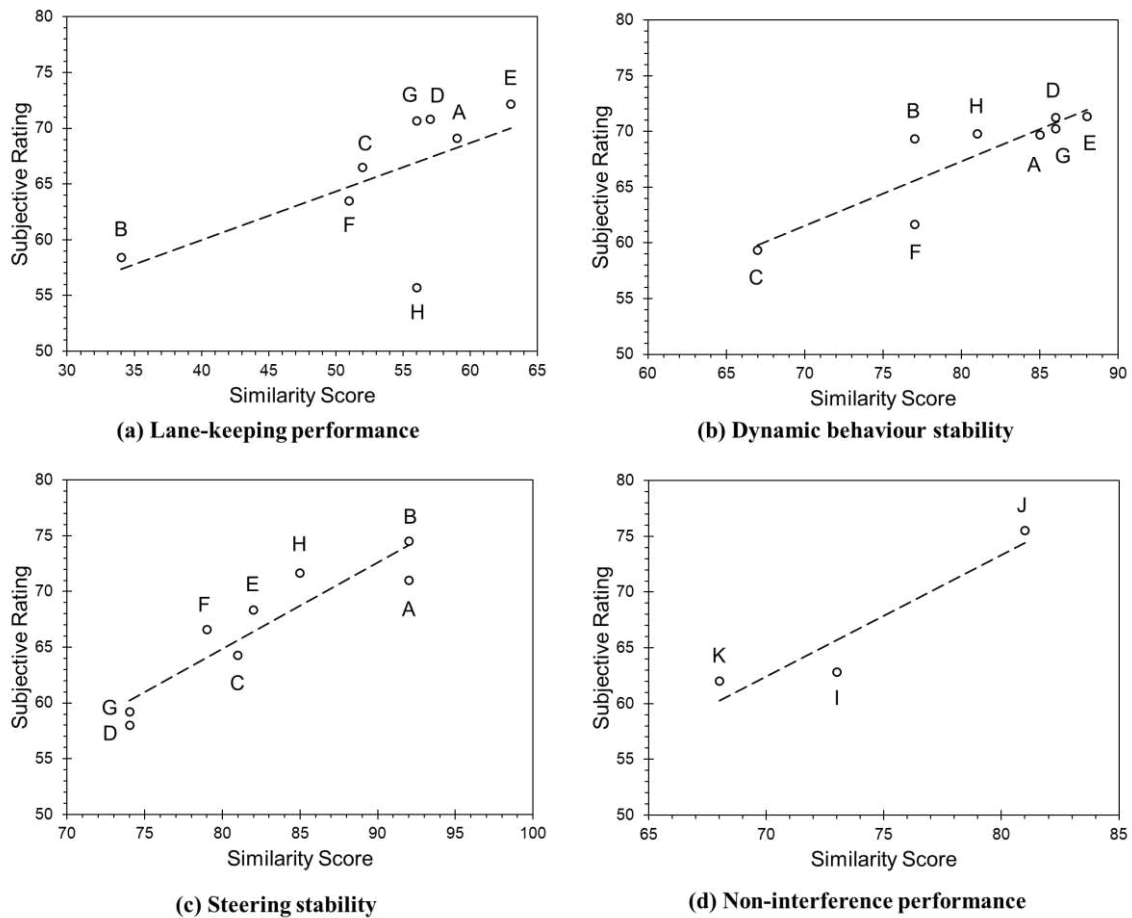 80
75
70
65
60
55
50
Subjective Rating
B
C
F
G
D
A
E
H
30 35 40 45 50 55 60 65
Similarity Score
(a) Lane-keeping performance
80
75
70
65
60
55
50
Subjective Rating
C
B
F
H
D
A
G
E
60 65 70 75 80 85 90
Similarity Score
(b) Dynamic behaviour stability
80
75
70
65
60
55
50
Subjective Rating
G
D
F
E
C
H
B
A
70 75 80 85 90 95 100
Similarity Score
(c) Steering stability
80
75
70
65
60
55
50
Subjective Rating
K
I
J
65 70 75 80 85
Similarity Score
(d) Non-interference performance